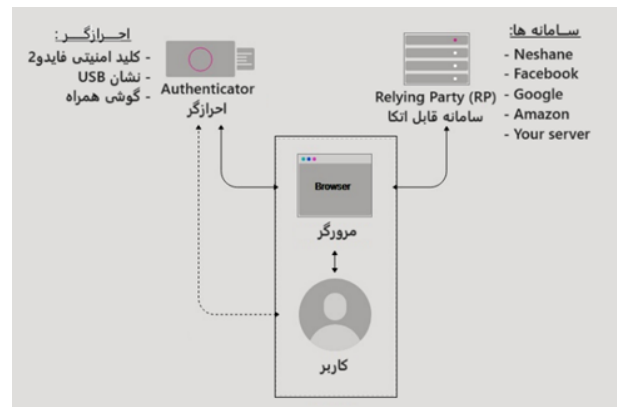 احـــرازگـــر :
- کلید امنیتی فایدو2
- نشان USB
- گوشی همراه
Authenticator
احرازگر
ســامانه ها:
- Neshane
- Facebook
- Google
- Amazon
- Your server
Relying Party (RP)
سامانه قابل اتکا
Browser
مرورگر
کاربر